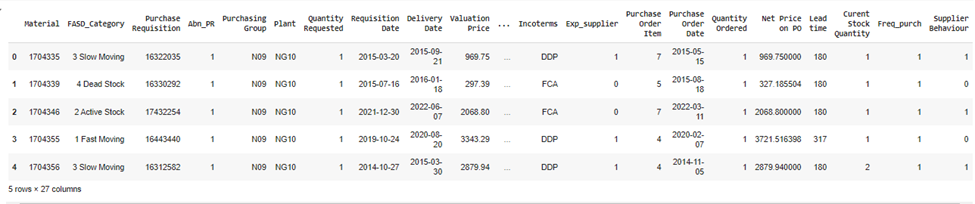 Material FASD_Category Purchase Requisition Abn_PR Purchasing Group Plant Quantity Requested Requisition Date Delivery Date Valuation Price ... Incoterms Exp_supplier Purchase Order Item Purchase Order Date Quantity Ordered Net Price on PO Lead time Curent Stock Quantity Freq_purch Supplier Behaviour
0 1704335 3 Slow Moving 16322035 1 N09 NG10 1 2015-03-20 2015-09-21 969.75 ... DDP 1 7 2015-05-15 1 969.750000 180 1 1 1
1 1704339 4 Dead Stock 16330292 1 N09 NG10 1 2015-07-16 2016-01-18 297.39 ... FCA 0 5 2015-08-18 1 327.185504 180 1 1 0
2 1704346 2 Active Stock 17432254 1 N09 NG10 1 2021-12-30 2022-06-07 2068.80 ... FCA 0 7 2022-03-11 1 2068.800000 180 1 1 1
3 1704355 1 Fast Moving 16443440 1 N09 NG10 1 2019-10-24 2020-08-20 3343.29 ... DDP 1 4 2020-02-07 1 3721.516398 317 1 1 0
4 1704356 3 Slow Moving 16312582 1 N09 NG10 1 2014-10-27 2015-03-30 2879.94 ... DDP 1 4 2014-11-05 1 2879.940000 180 2 1 1
5 rows × 27 columns